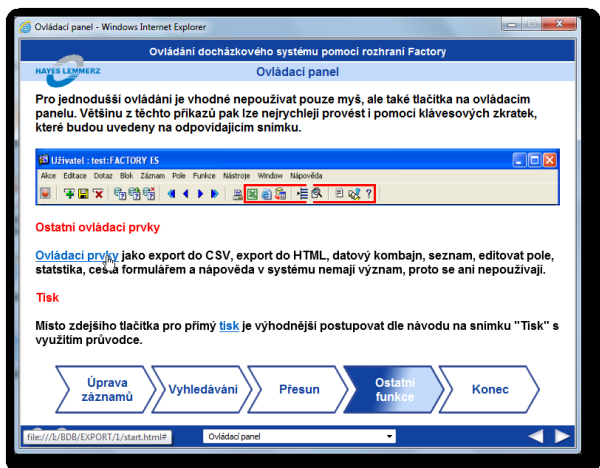 Ovládací panel - Windows Internet Explorer
Ovládání docházkového systému pomocí rozhraní Factory
HAYES LEMMERZ
Ovládací panel
Pro jednodušší ovládání je vhodné nepoužívat pouze myš, ale také tlačítka na ovládacím
panelu. Většinu z těchto příkazů pak lze nejrychleji provést i pomocí klávesových zkratek,
které budou uvedeny na odpovídajícím snímku.
Uživatel : test:FACTORY ES
Akce Editace Dotaz Blok Záznam Pole Funkce Nástroje Window Nápověda
Ostatní ovládací prvky
Ovládací prvky jako export do CSV, export do HTML, datový kombajn, seznam, editovat pole,
statstika, cesta formulářem a nápověda v systému nemají význam, proto se ani nepoužívají.
Tisk
Místo zdejšího tlačítka pro přímý tisk je výhodnější postupovat dle návodu na snímku "Tisk" s
využitím průvodce.
Úprava
záznamů
Vyhledávání
Přesun
Ostatní
funkce
Konec
file:///I:/BDB/EXPORT/1/start.html#
Ovládací panel